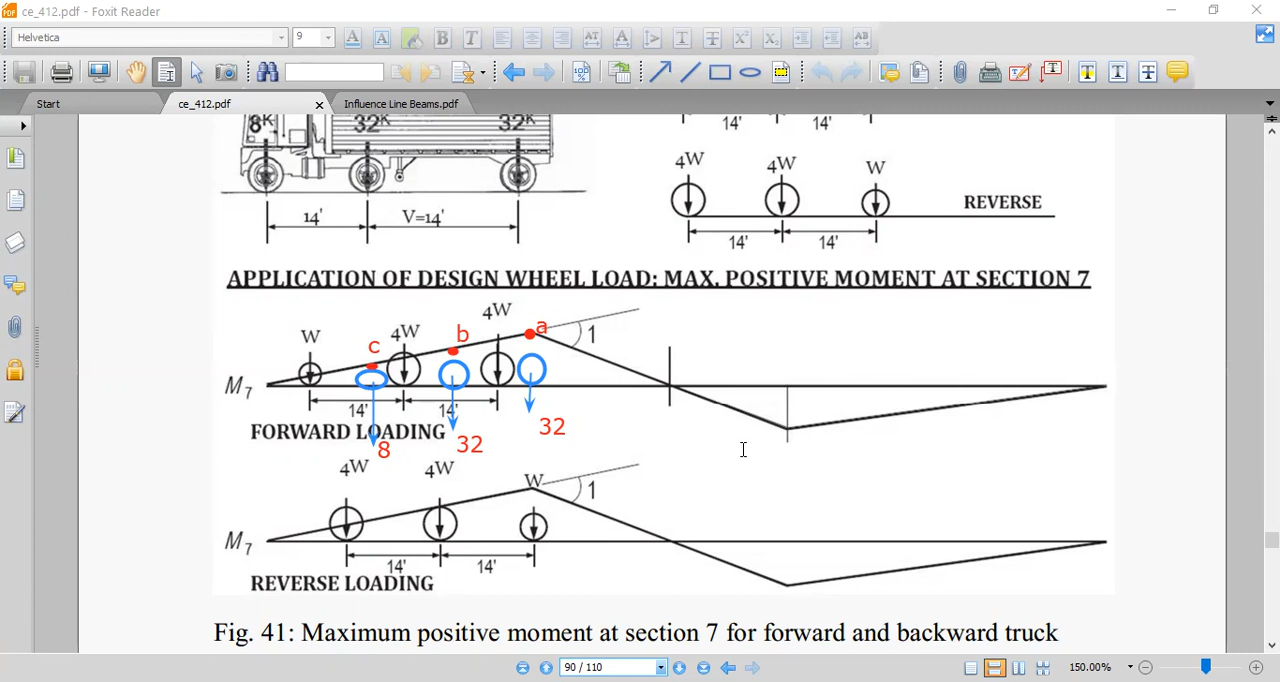 ce_412.pdf - Foxit Reader
Helvetica
9
Start
ce_412.pdf
Influence Line Beams.pdf
8K 32K 32K
14' V=14'
14' 14'
4W 4W W
REVERSE
14' 14'
APPLICATION OF DESIGN WHEEL LOAD: MAX. POSITIVE MOMENT AT SECTION 7
W 4W 4W
c b a 1
M7
14' 14'
FORWARD LOADING
8 32 32
4W 4W W
1
M7
14' 14'
REVERSE LOADING
Fig. 41: Maximum positive moment at section 7 for forward and backward truck
90 / 110
150.00%